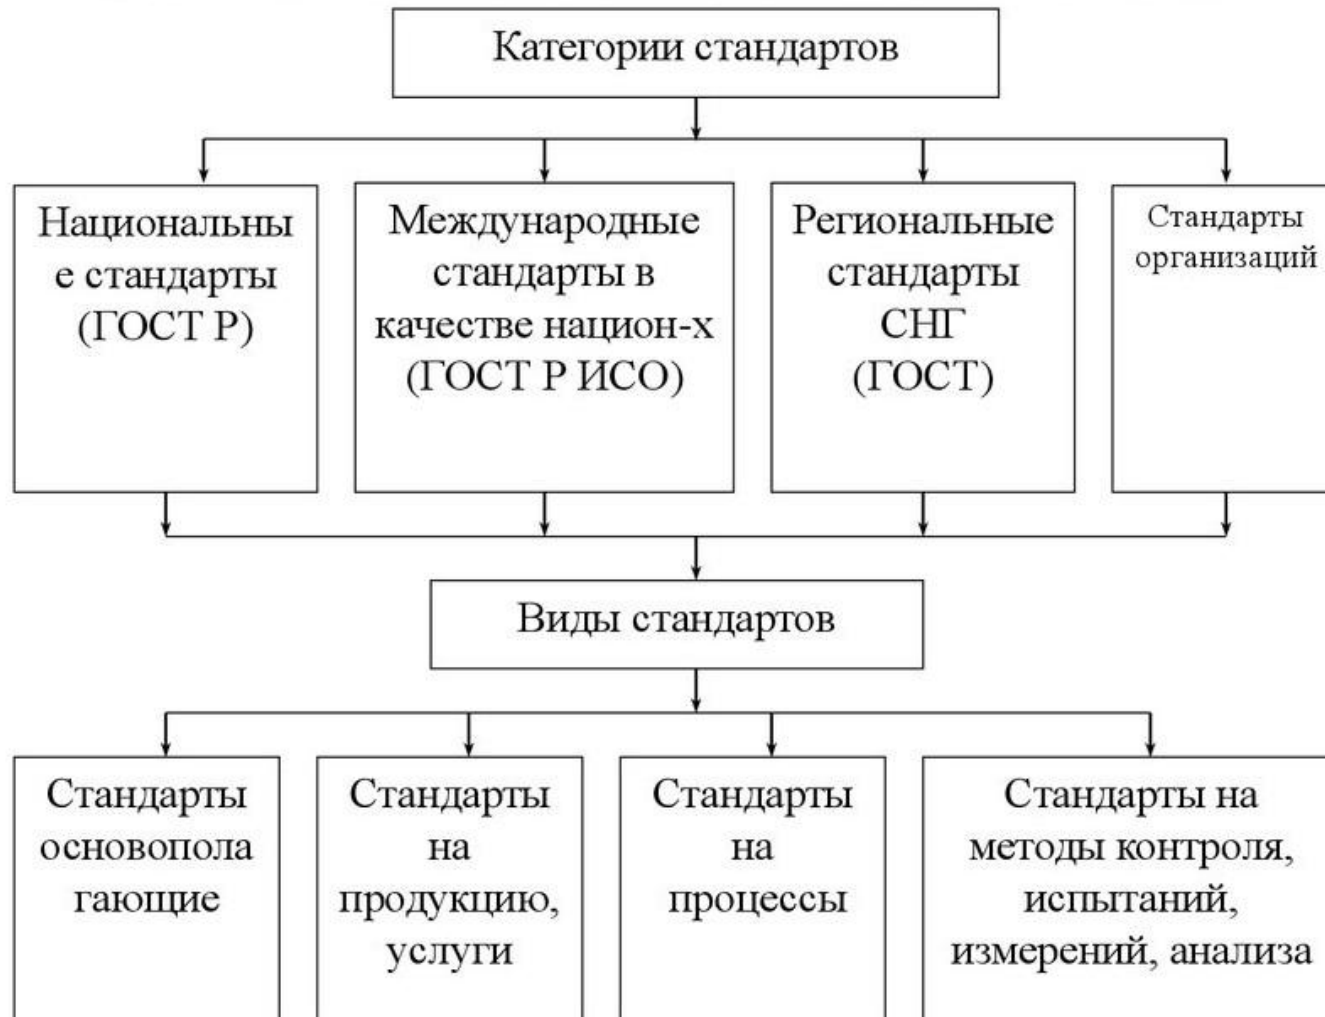 Категории стандартов
Национальны
е стандарты
(ГОСТ Р)
Международные
стандарты в
качестве национ-х
(ГОСТ Р ИСО)
Региональные
стандарты
СНГ
(ГОСТ)
Стандарты
организаций
Виды стандартов
Стандарты
основопола
гающие
Стандарты
на
продукцию,
услуги
Стандарты
на
процессы
Стандарты на
методы контроля,
испытаний,
измерений, анализа